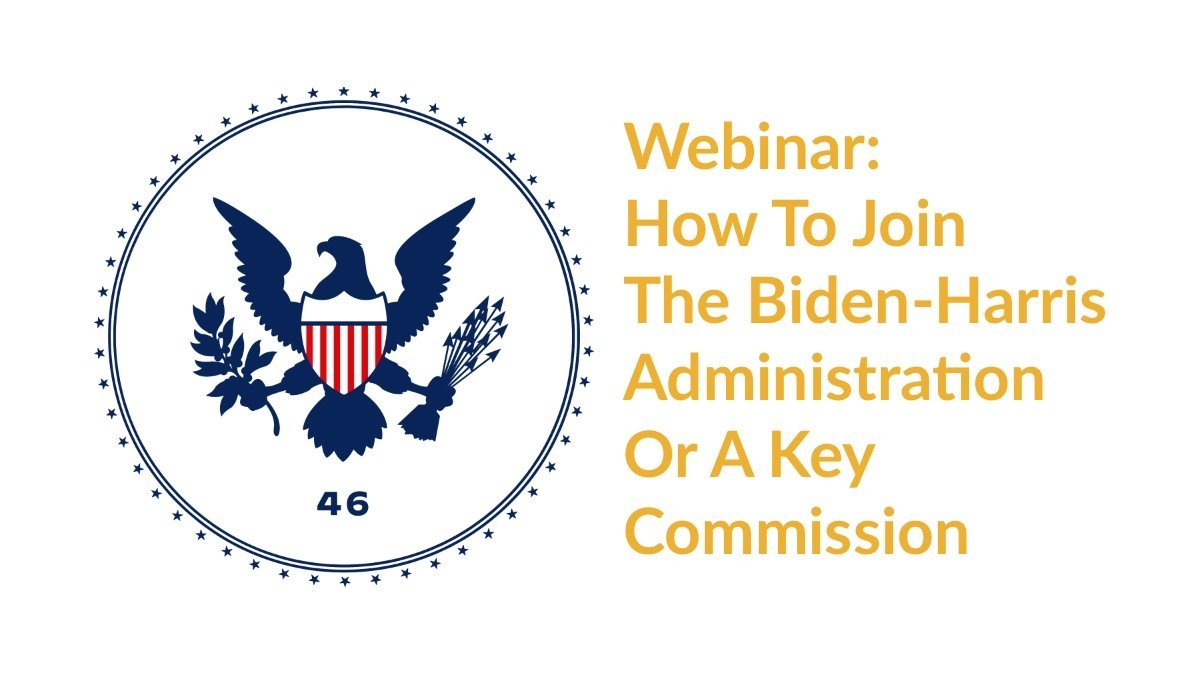 46
Webinar:
How To Join
The Biden-Harris
Administration
Or A Key
Commission